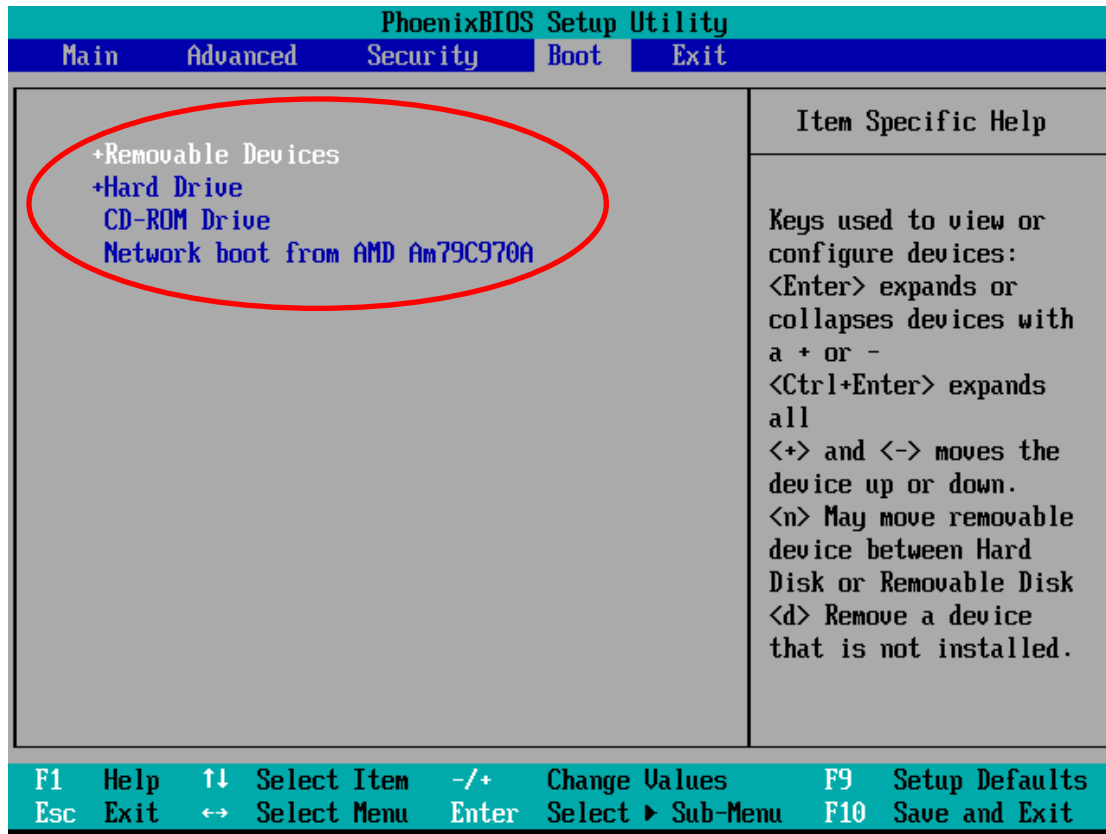 PhoenixBIOS Setup Utility
Main Advanced Security Boot Exit
+Removable Devices
+Hard Drive
CD-ROM Drive
Network boot from AMD Am79C970A
Item Specific Help
Keys used to view or
configure devices:
<Enter> expands or
collapses devices with
a + or -
<Ctrl+Enter> expands
all
<+> and <-> moves the
device up or down.
<n> May move removable
device between Hard
Disk or Removable Disk
<d> Remove a device
that is not installed.
F1 Help ↑↓ Select Item -/+ Change Values F9 Setup Defaults
Esc Exit ↔ Select Menu Enter Select ▶ Sub-Menu F10 Save and Exit